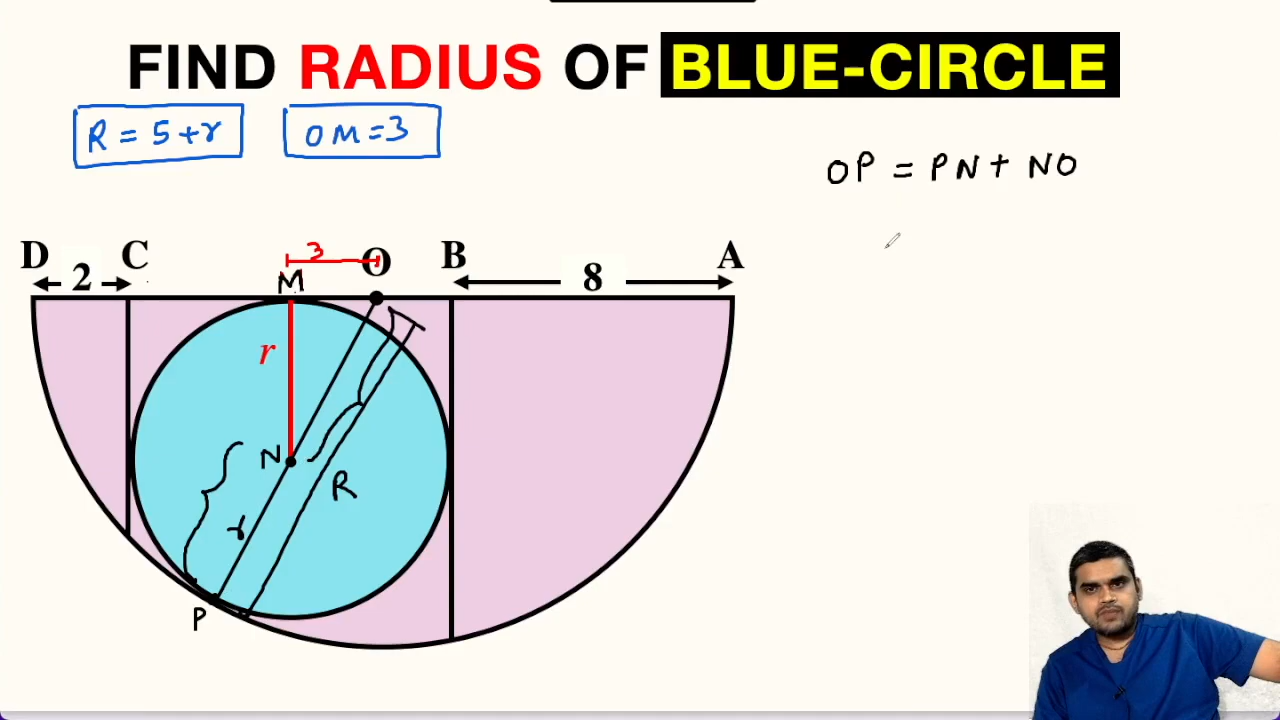 FIND RADIUS OF BLUE-CIRCLE
R = 5 + r
OM = 3
OP = PN + NO
D 2 C M 3 O B 8 A
r
N
R
r
P